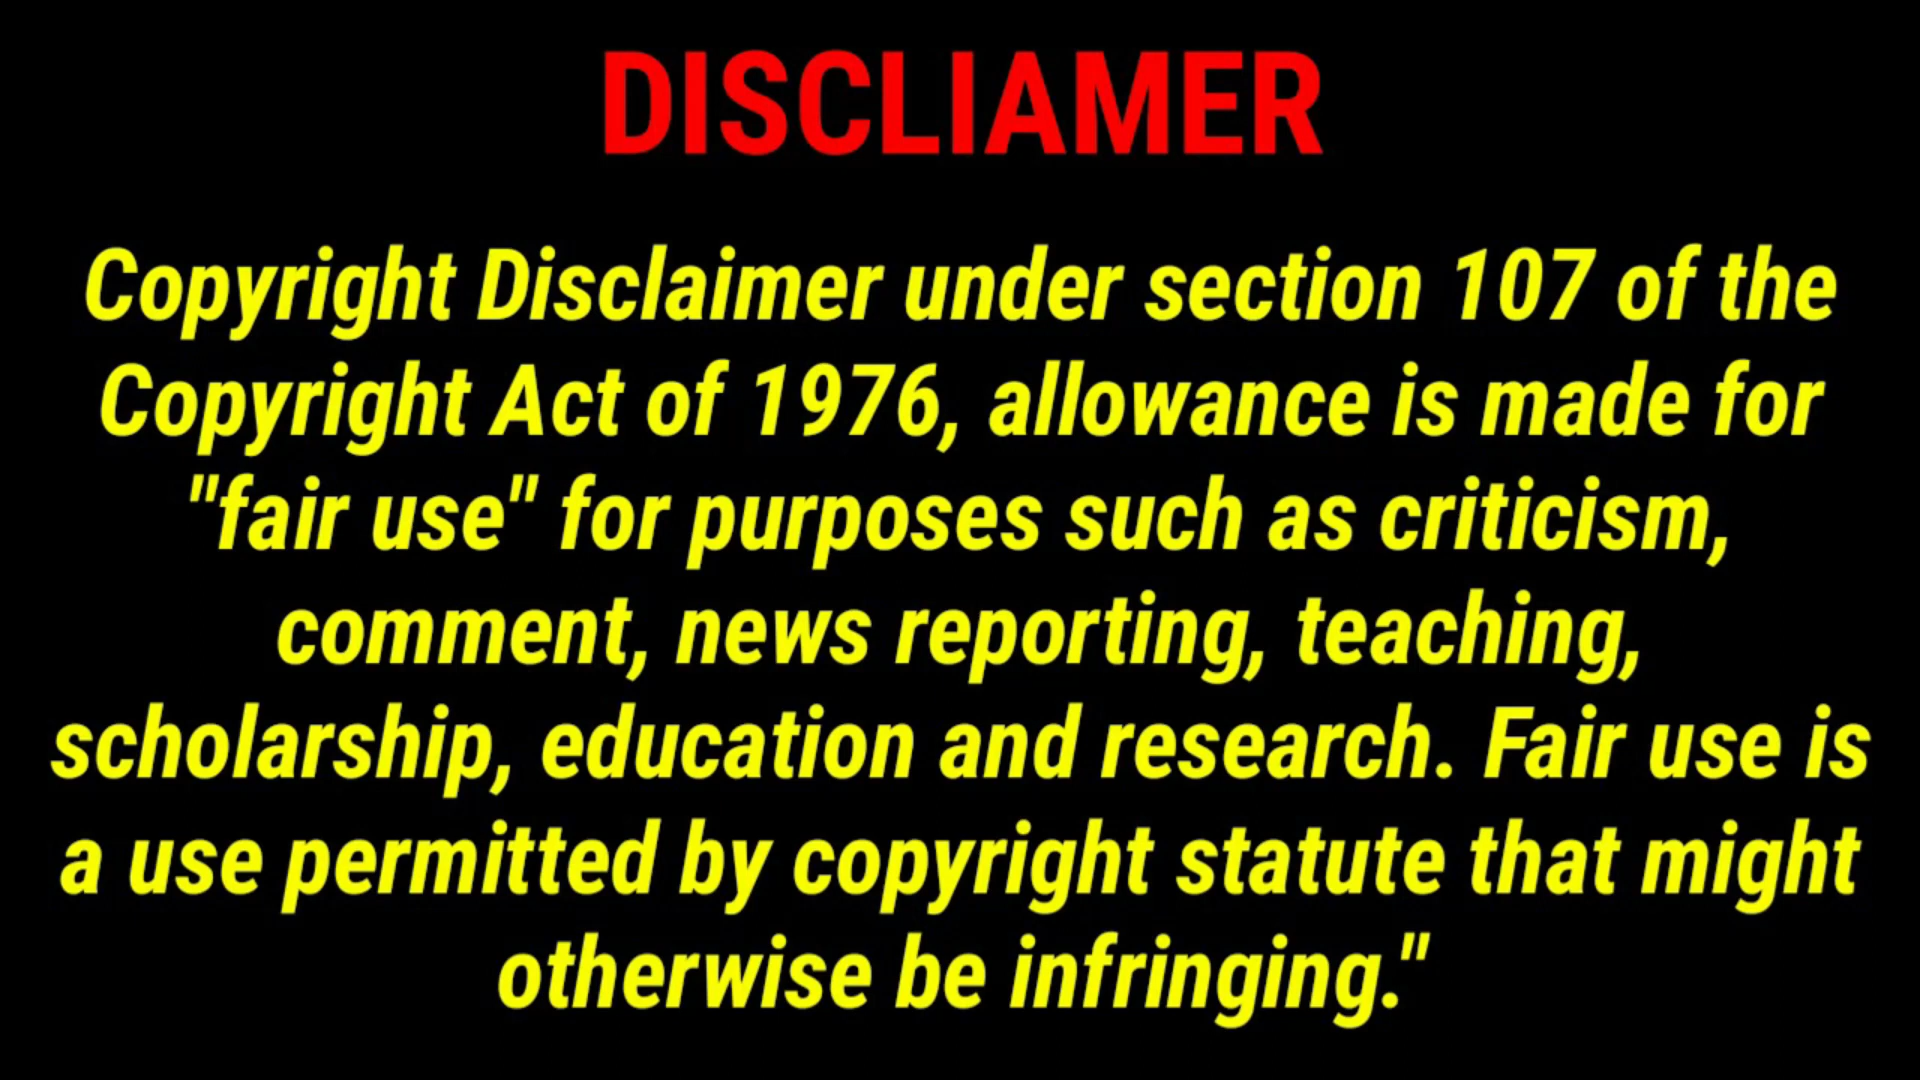 DISCLIAMER
Copyright Disclaimer under section 107 of the
Copyright Act of 1976, allowance is made for
"fair use" for purposes such as criticism,
comment, news reporting, teaching,
scholarship, education and research. Fair use is
a use permitted by copyright statute that might
otherwise be infringing."